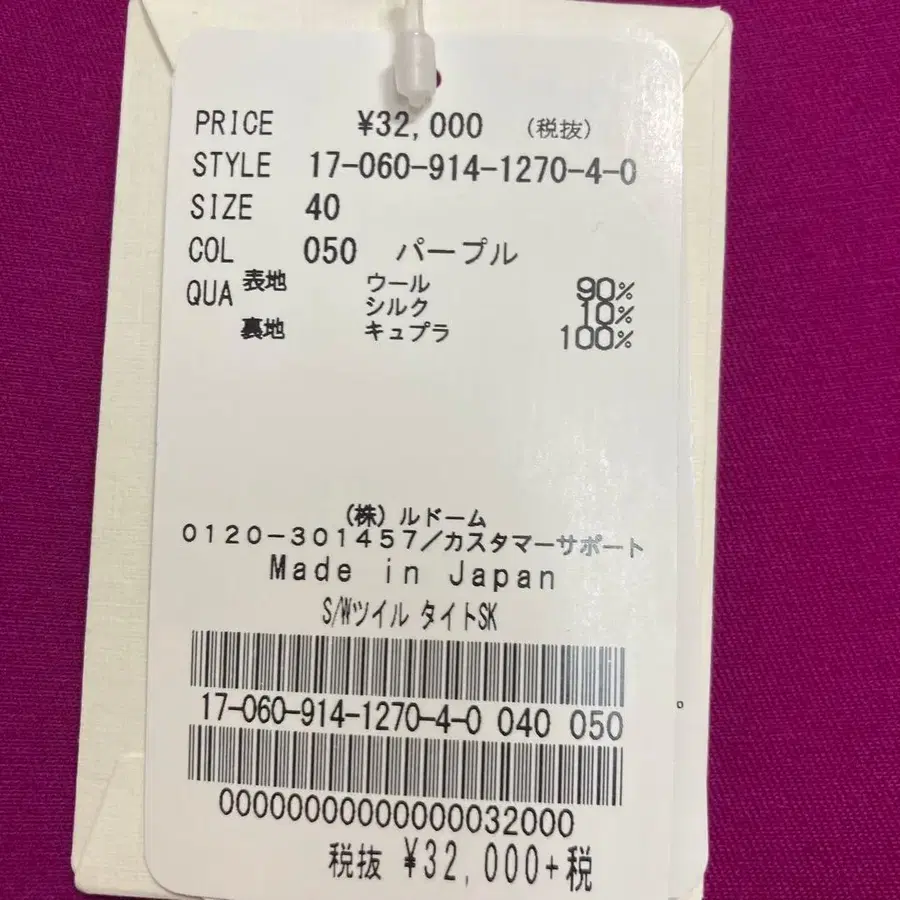 PRICE ¥32,000 (税抜)
STYLE 17-060-914-1270-4-0
SIZE 40
COL 050 パープル
QUA 表地 ウール 90%
シルク 10%
裏地 キュプラ 100%
(株)ルドーム
0120-301457/カスタマーサポート
Made in Japan
S/Wツイル タイトSK
17-060-914-1270-4-0 040 050
。
000000000000000032000
税抜 ¥32,000+税